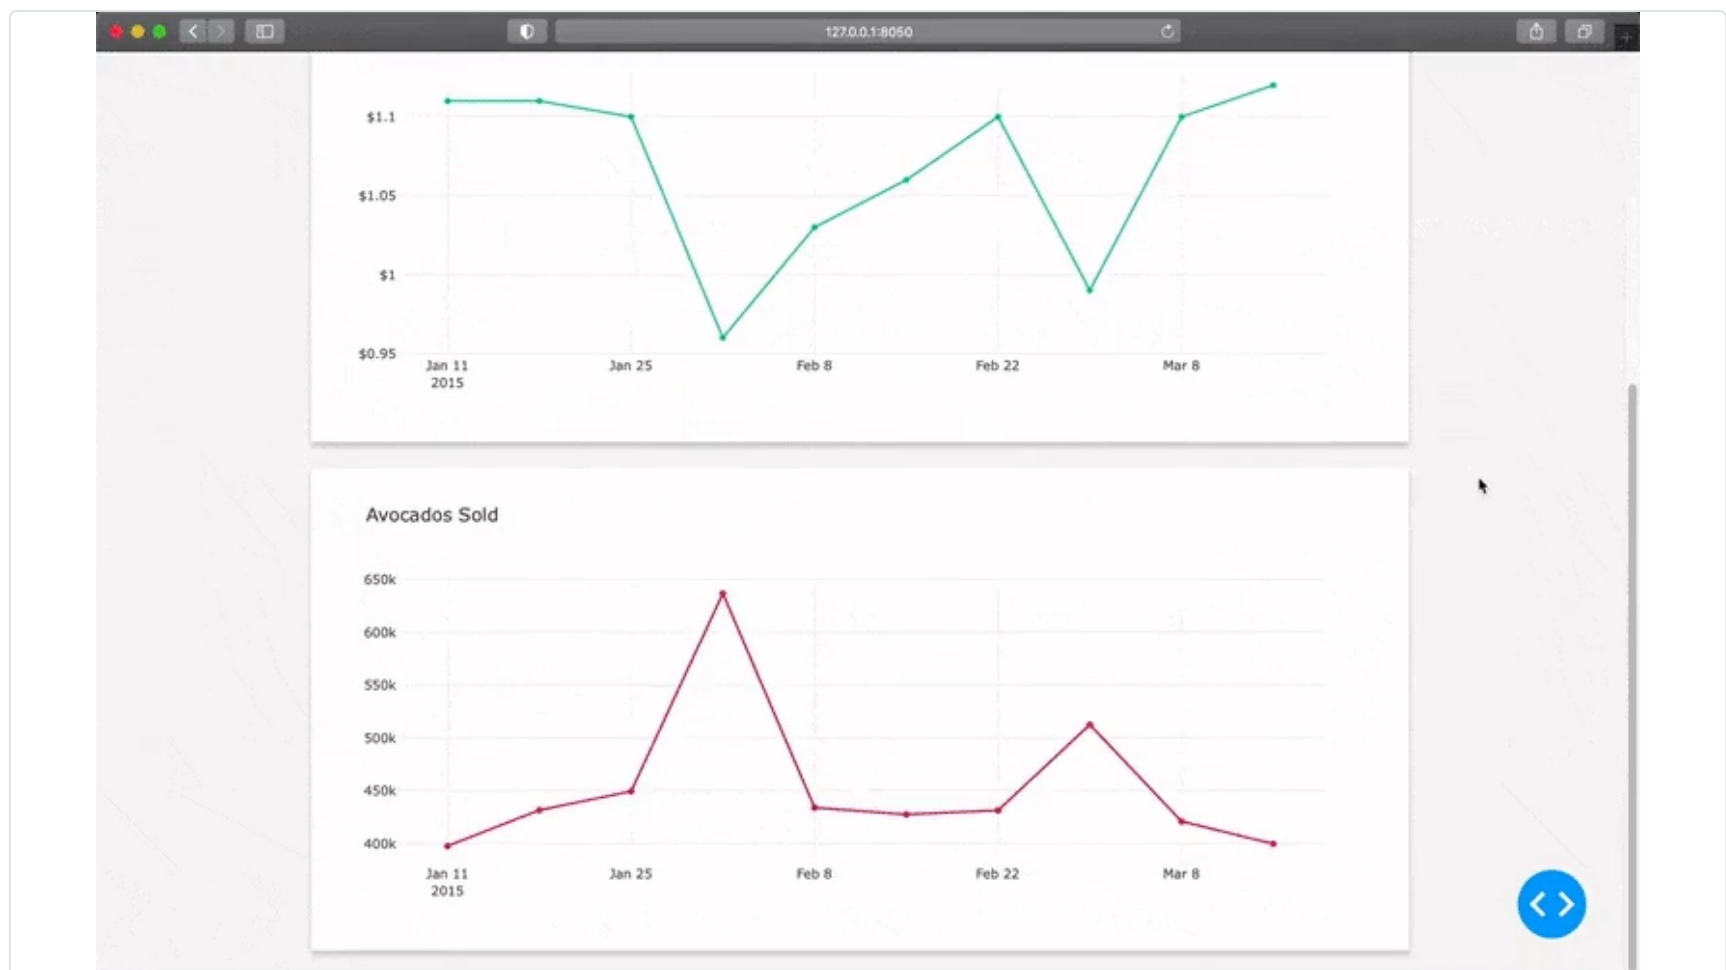 127.0.0.1:8050
$1.1
$1.05
$1
$0.95
Jan 11 Jan 25 Feb 8 Feb 22 Mar 8
2015
Avocados Sold
650k
600k
550k
500k
450k
400k
Jan 11 Jan 25 Feb 8 Feb 22 Mar 8
2015